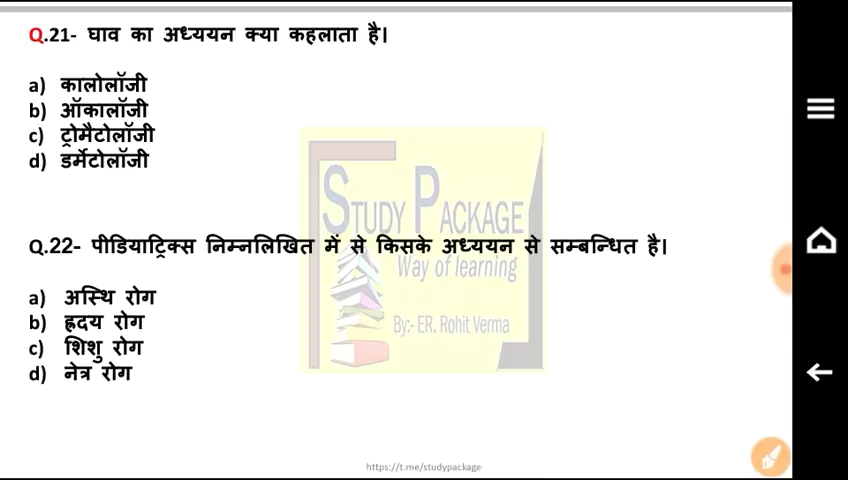 Q.21- घाव का अध्ययन क्या कहलाता है।
a) कालोलॉजी
b) ऑकालॉजी
c) ट्रोमैटोलॉजी
d) डर्मेटोलॉजी
STUDY PACKAGE
Way of learning
By:- ER. Rohit Verma
Q.22- पीडियाट्रिक्स निम्नलिखित में से किसके अध्ययन से सम्बन्धित है।
a) अस्थि रोग
b) ह्रदय रोग
c) शिशु रोग
d) नेत्र रोग
https://t.me/studypackage